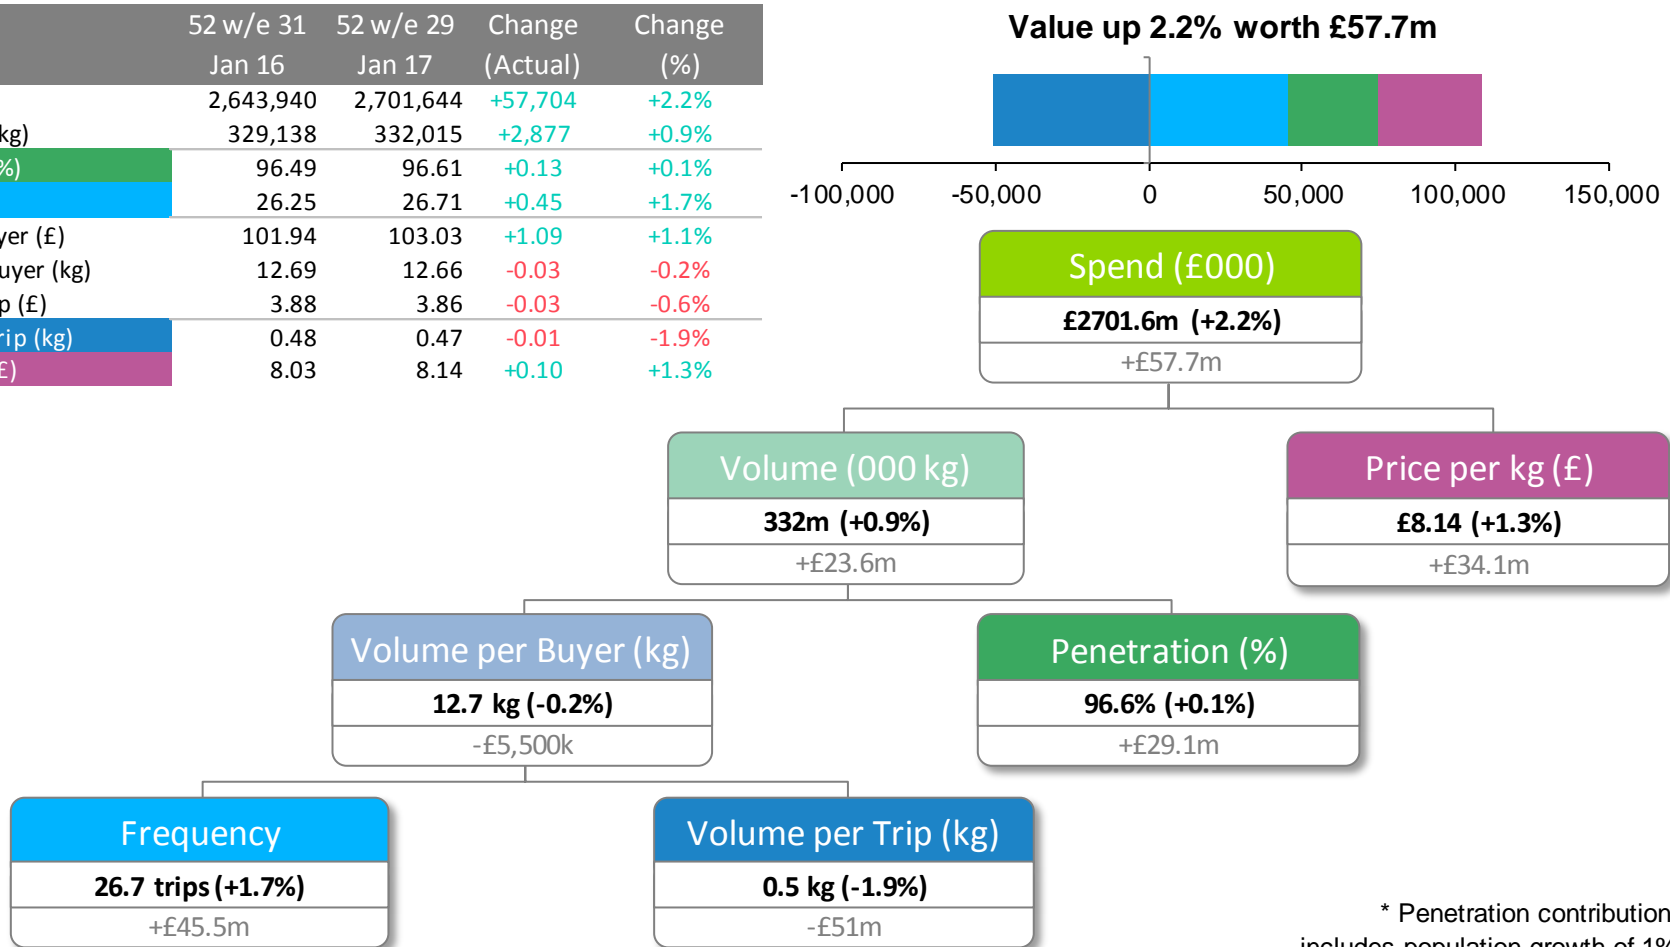 52 w/e 31 52 w/e 29 Change Change
Jan 16 Jan 17 (Actual) (%)
2,643,940 2,701,644 +57,704 +2.2%
kg) 329,138 332,015 +2,877 +0.9%
%) 96.49 96.61 +0.13 +0.1%
26.25 26.71 +0.45 +1.7%
yer (£) 101.94 103.03 +1.09 +1.1%
uyer (kg) 12.69 12.66 -0.03 -0.2%
p (£) 3.88 3.86 -0.03 -0.6%
rip (kg) 0.48 0.47 -0.01 -1.9%
£) 8.03 8.14 +0.10 +1.3%
Value up 2.2% worth £57.7m
-100,000 -50,000 0 50,000 100,000 150,000
Spend (£000)
£2701.6m (+2.2%)
+£57.7m
Volume (000 kg)
332m (+0.9%)
+£23.6m
Price per kg (£)
£8.14 (+1.3%)
+£34.1m
Volume per Buyer (kg)
12.7 kg (-0.2%)
-£5,500k
Penetration (%)
96.6% (+0.1%)
+£29.1m
Frequency
26.7 trips (+1.7%)
+£45.5m
Volume per Trip (kg)
0.5 kg (-1.9%)
-£51m
* Penetration contribution
includes population growth of 1%